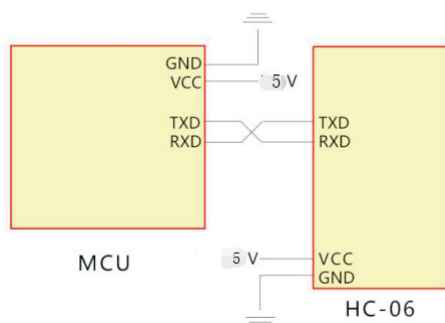 GND
VCC
5 V
TXD
RXD
MCU
TXD
RXD
5 V
VCC
GND
HC-06